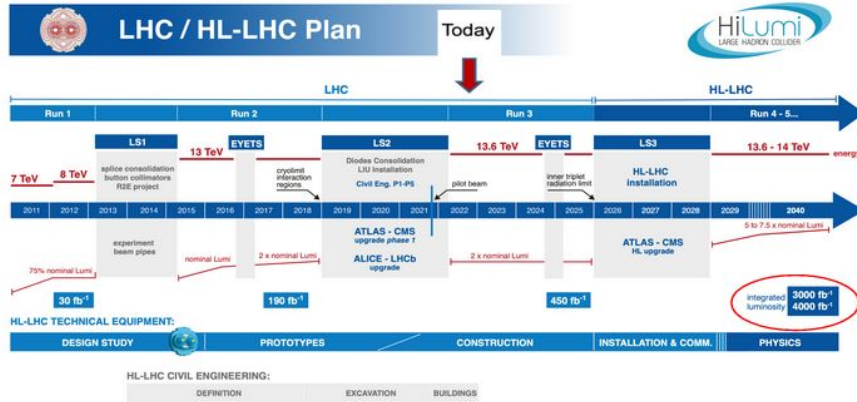 LHC / HL-LHC Plan
Today
HiLumi
LARGE HADRON COLLIDER
LHC
HL-LHC
Run 1
Run 2
Run 3
Run 4 - 5...
LS1
EYETS
LS2
EYETS
LS3
7 TeV
8 TeV
13 TeV
13.6 TeV
13.6 - 14 TeV
energy
splice consolidation
button collimators
R2E project
cryolimit
interaction
regions
Diodes Consolidation
LIU Installation
Civil Eng. P1-P5
pilot beam
inner triplet
radiation limit
HL-LHC
installation
2011 2012 2013 2014 2015 2016 2017 2018 2019 2020 2021 2022 2023 2024 2025 2026 2027 2028 2029 2040
5 to 7.5 x nominal Lumi
experiment
beam pipes
ATLAS - CMS
upgrade phase 1
ALICE - LHCb
upgrade
ATLAS - CMS
HL upgrade
75% nominal Lumi
nominal Lumi
2 x nominal Lumi
2 x nominal Lumi
30 fb⁻¹
190 fb⁻¹
450 fb⁻¹
integrated luminosity
3000 fb⁻¹
4000 fb⁻¹
HL-LHC TECHNICAL EQUIPMENT:
DESIGN STUDY
PROTOTYPES
CONSTRUCTION
INSTALLATION & COMM.
PHYSICS
HL-LHC CIVIL ENGINEERING:
DEFINITION
EXCAVATION
BUILDINGS